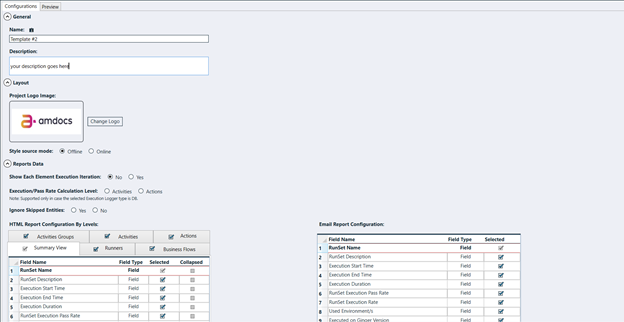 Configurations Preview
General
Name:
Template #2
Description:
your description goes here
Layout
Project Logo Image:
amdocs
Change Logo
Style source mode: Offline Online
Reports Data
Show Each Element Execution Iteration: No Yes
Execution/Pass Rate Calculation Level: Activities Actions
Note: Supported only in case the selected Execution Logger type is DB.
Ignore Skipped Entities: Yes No
HTML Report Configuration By Levels:
Activities Groups Activities Actions
Summary View Runners Business Flows
Field Name Field Type Selected Collapsed
1 RunSet Name Field
2 RunSet Description Field
3 Execution Start Time Field
4 Execution End Time Field
5 Execution Duration Field
6 RunSet Execution Pass Rate Field
Email Report Configuration:
Field Name Field Type Selected
1 RunSet Name Field
2 RunSet Description Field
3 Execution Start Time Field
4 Execution End Time Field
5 Execution Duration Field
6 RunSet Execution Pass Rate Field
7 RunSet Execution Rate Field
8 Used Environment/s Field
9 Executed on Ginger Version Field